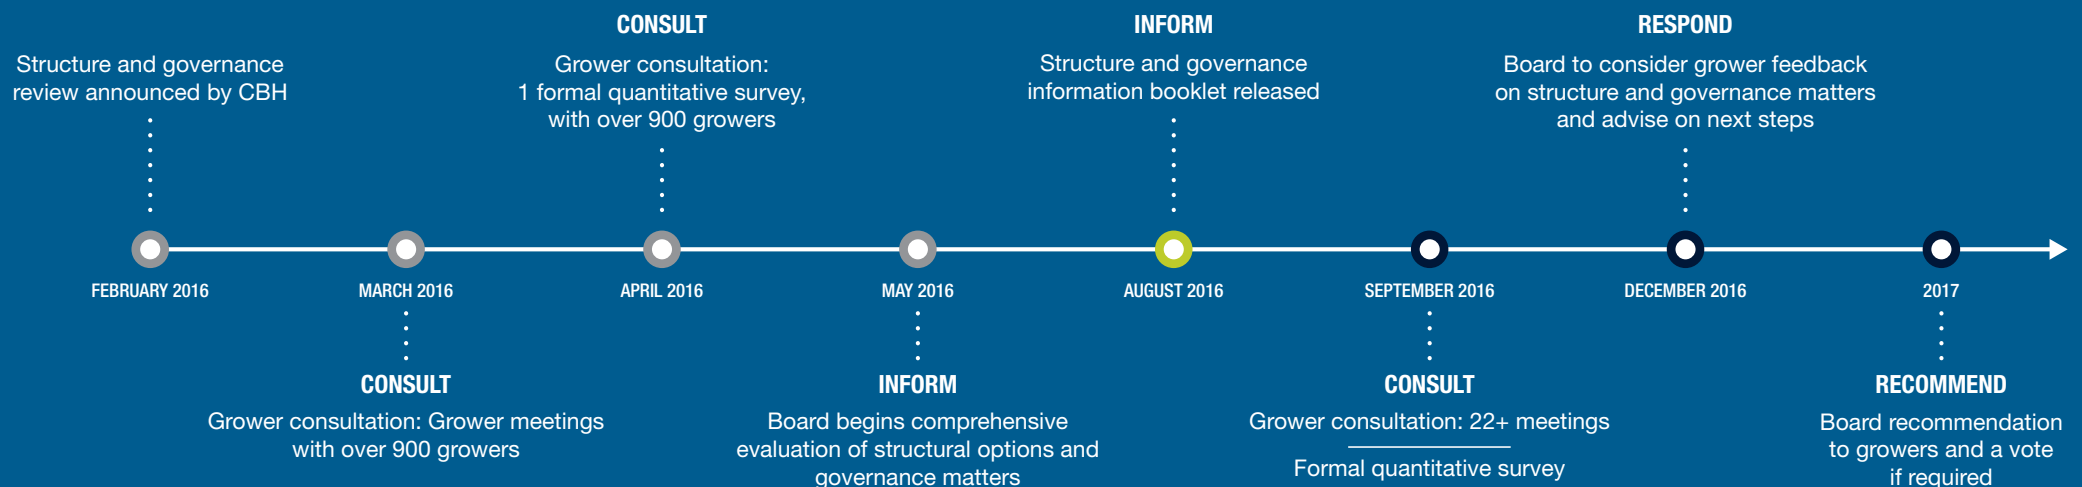 Structure and governance
review announced by CBH
CONSULT
Grower consultation:
1 formal quantitative survey,
with over 900 growers
INFORM
Structure and governance
information booklet released
RESPOND
Board to consider grower feedback
on structure and governance matters
and advise on next steps
FEBRUARY 2016
MARCH 2016
APRIL 2016
MAY 2016
AUGUST 2016
SEPTEMBER 2016
DECEMBER 2016
2017
CONSULT
Grower consultation: Grower meetings
with over 900 growers
INFORM
Board begins comprehensive
evaluation of structural options and
governance matters
CONSULT
Grower consultation: 22+ meetings
Formal quantitative survey
RECOMMEND
Board recommendation
to growers and a vote
if required